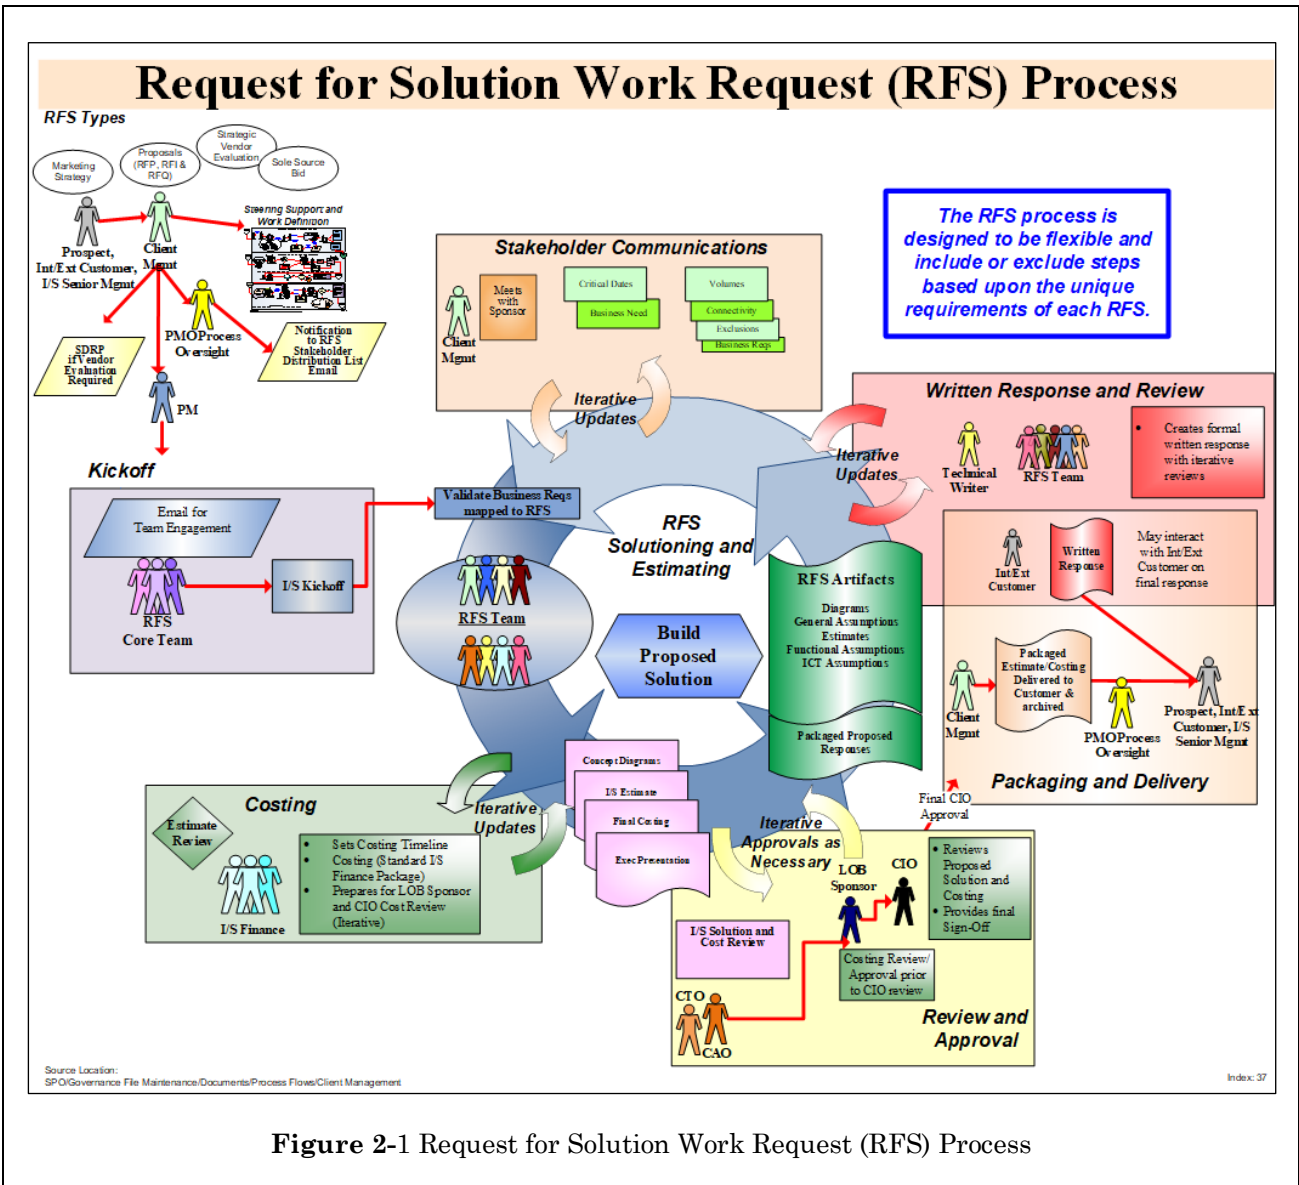 Request for Solution Work Request (RFS) Process
RFS Types
Marketing
Strategy
Proposals
(RFP, RFI &
RFQ)
Strategic
Vendor
Evaluation
Sole Source
Bid
Prospect,
Int/Ext Customer,
I/S Senior Mgmt
Client
Mgmt
Steering Support and
Work Definition
SDRP
if Vendor
Evaluation
Required
PMO Process
Oversight
Notification
to RFS
Stakeholder
Distribution List
Email
PM
The RFS process is
designed to be flexible and
include or exclude steps
based upon the unique
requirements of each RFS.
Stakeholder Communications
Client
Mgmt
Meets
with
Sponsor
Critical Dates
Business Need
Volumes
Connectivity
Exclusions
Business Reqs
Iterative
Updates
Written Response and Review
Iterative
Updates
Technical
Writer
RFS Team
• Creates formal
written response
with iterative
reviews
Kickoff
Email for
Team Engagement
RFS
Core Team
I/S Kickoff
Validate Business Reqs
mapped to RFS
RFS
Solutioning and
Estimating
RFS Team
Build
Proposed
Solution
RFS Artifacts
Diagrams
General Assumptions
Estimates
Functional Assumptions
ICT Assumptions
Packaged Proposed
Responses
Int/Ext
Customer
Written
Response
May interact
with Int/Ext
Customer on
final response
Client
Mgmt
Packaged
Estimate/Costing
Delivered to
Customer &
archived
PMO Process
Oversight
Prospect, Int/Ext
Customer, I/S
Senior Mgmt
Packaging and Delivery
Costing
Estimate
Review
I/S Finance
• Sets Costing Timeline
• Costing (Standard I/S
Finance Package)
• Prepares for LOB Sponsor
and CIO Cost Review
(Iterative)
Iterative
Updates
Concept Diagrams
I/S Estimate
Final Costing
Exec Presentation
Iterative
Approvals as
Necessary
Final CIO
Approval
LOB
Sponsor
CIO
• Reviews
Proposed
Solution and
Costing
• Provides final
Sign-Off
I/S Solution and
Cost Review
Costing Review/
Approval prior
to CIO review
CTO
CAO
Review and
Approval
Source Location:
SPO/Governance File Maintenance/Documents/Process Flows/Client Management
Index: 37
Figure 2-1 Request for Solution Work Request (RFS) Process